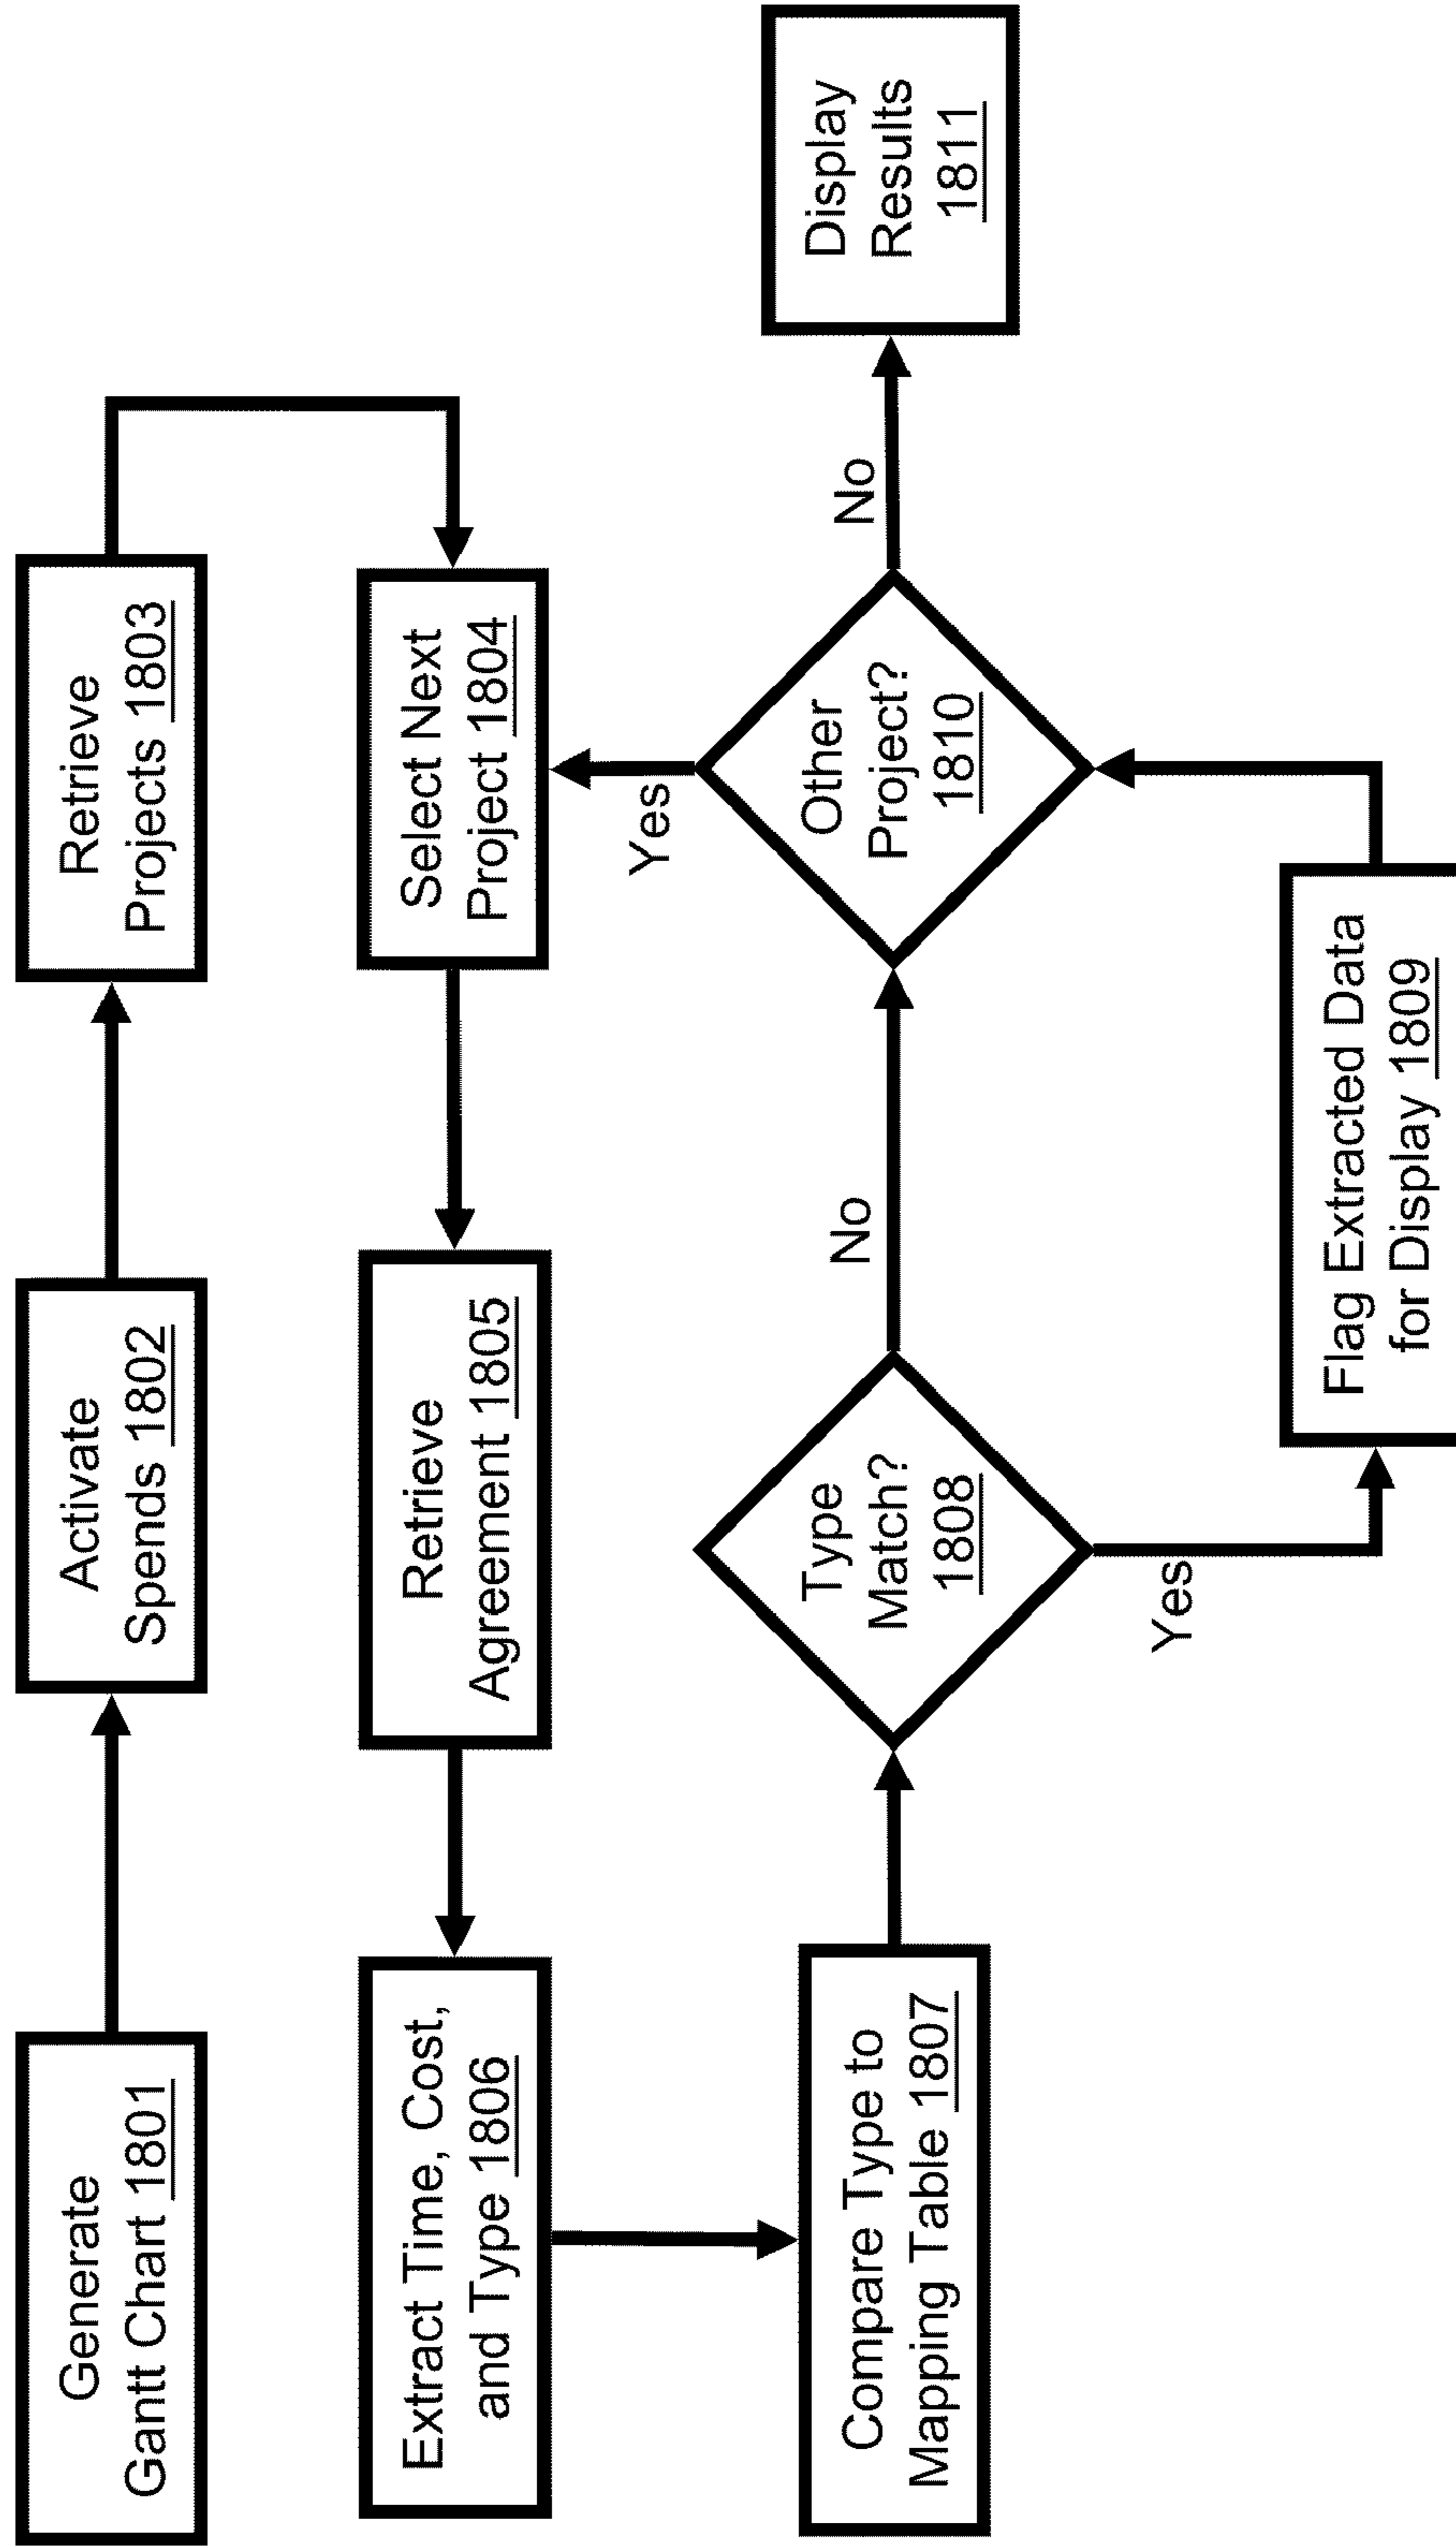 Generate
Gantt Chart 1801
Activate
Spends 1802
Retrieve
Projects 1803
Select Next
Project 1804
Retrieve
Agreement 1805
Extract Time, Cost,
and Type 1806
Compare Type to
Mapping Table 1807
Type
Match?
1808
No
Yes
Flag Extracted Data
for Display 1809
Other
Project?
1810
Yes
No
Display
Results
1811